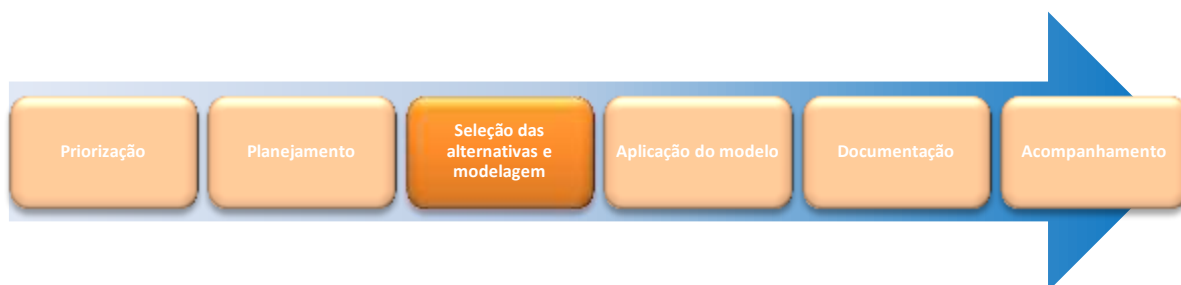 Priorização
Planejamento
Seleção das
alternativas e
modelagem
Aplicação do modelo
Documentação
Acompanhamento